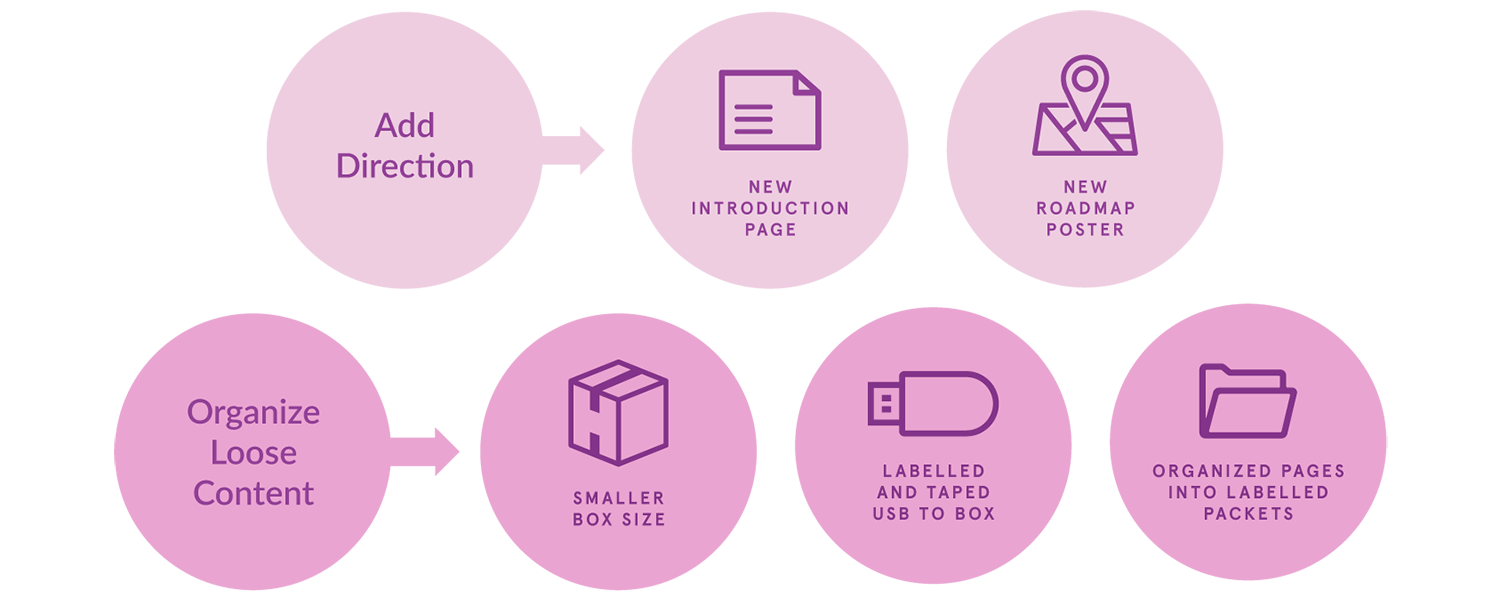 Add
Direction
NEW
INTRODUCTION
PAGE
NEW
ROADMAP
POSTER
Organize
Loose
Content
SMALLER
BOX SIZE
LABELLED
AND TAPED
USB TO BOX
ORGANIZED PAGES
INTO LABELLED
PACKETS